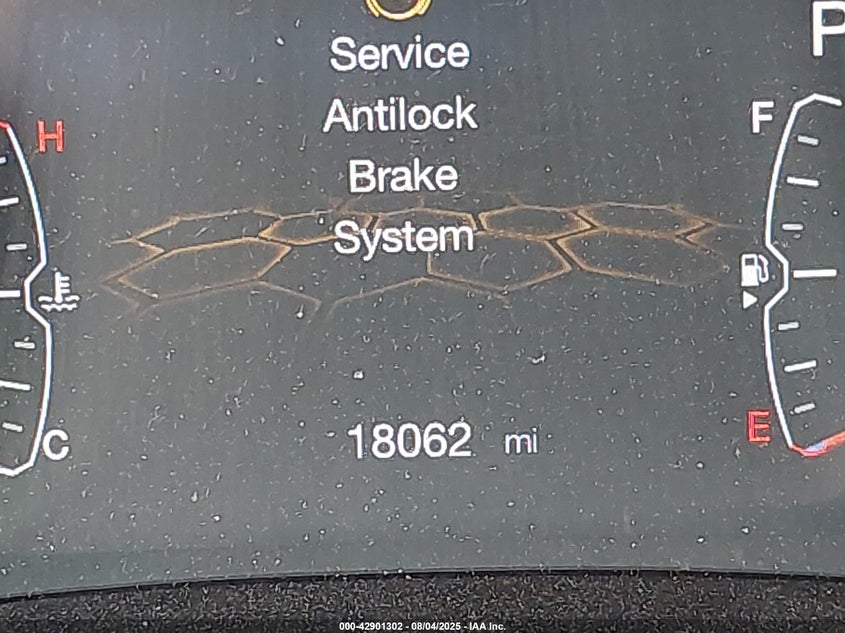 P
Service
Antilock
H
F
Brake
System
18062 mi
E
C
000-42901302 - 08/04/2025 - IAA Inc.